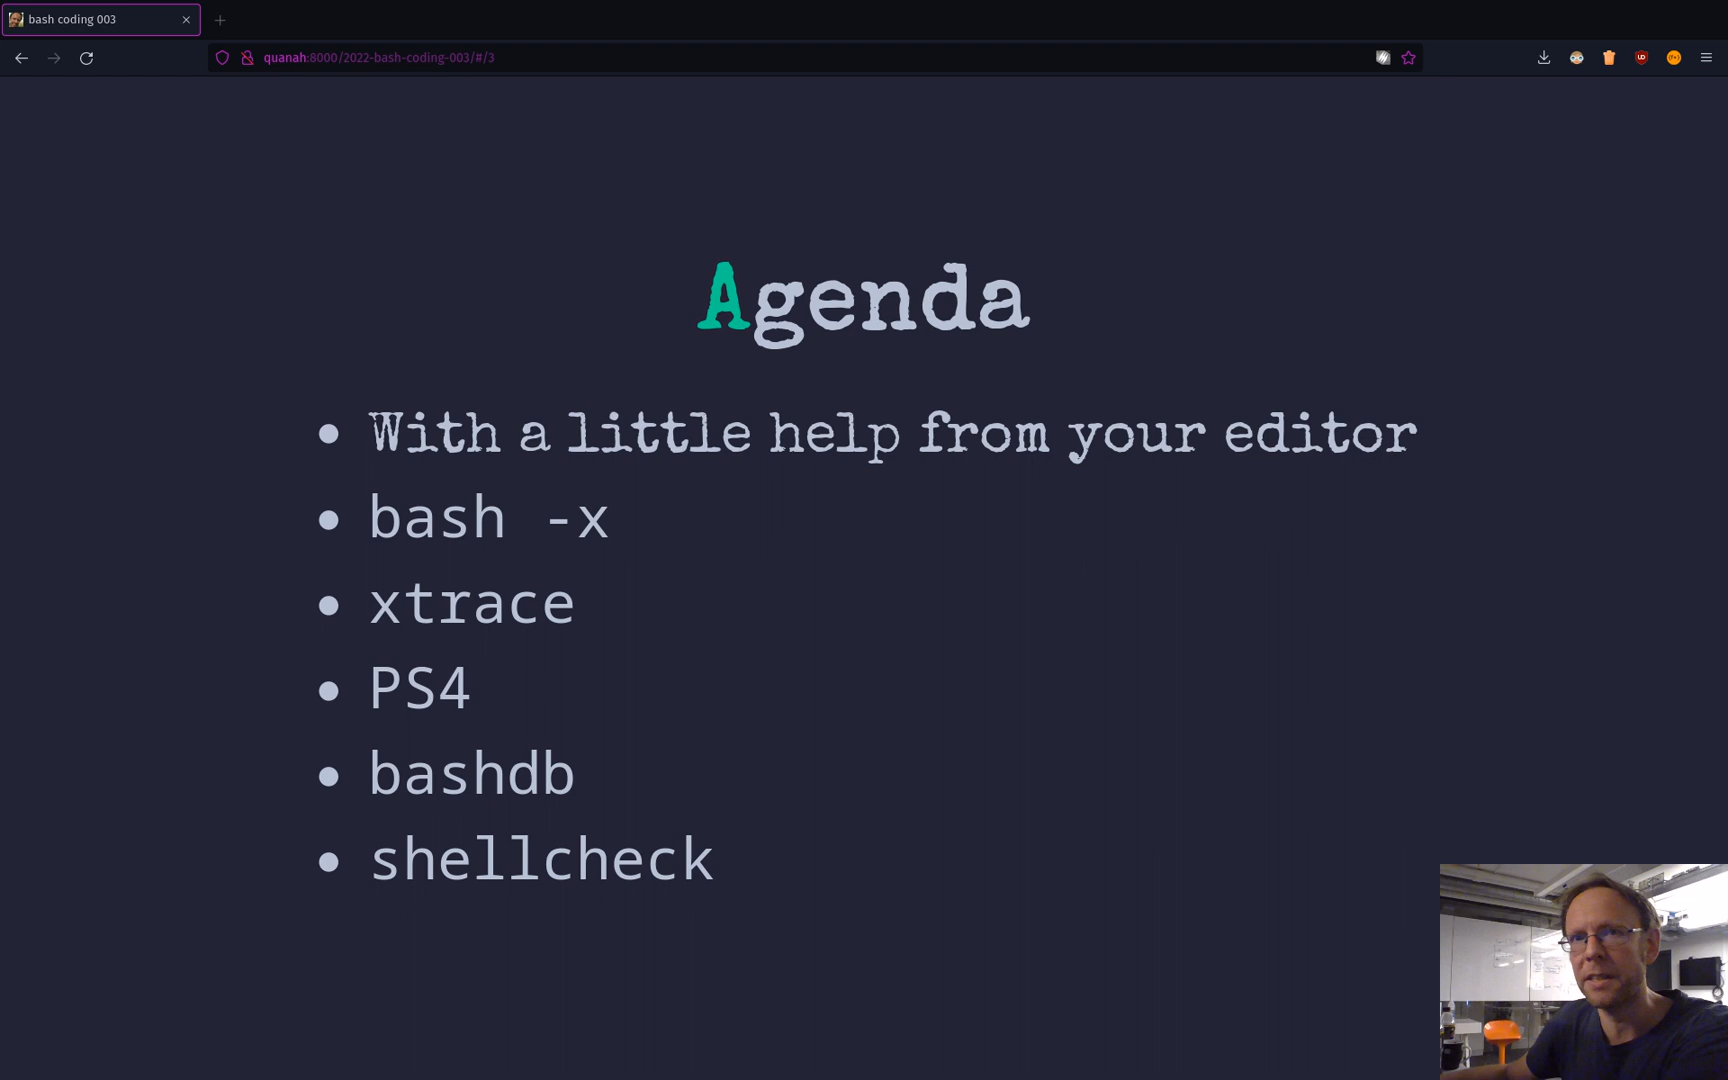 bash coding 003
quanah:8000/2022-bash-coding-003/#/3
Agenda
With a little help from your editor
bash -x
xtrace
PS4
bashdb
shellcheck